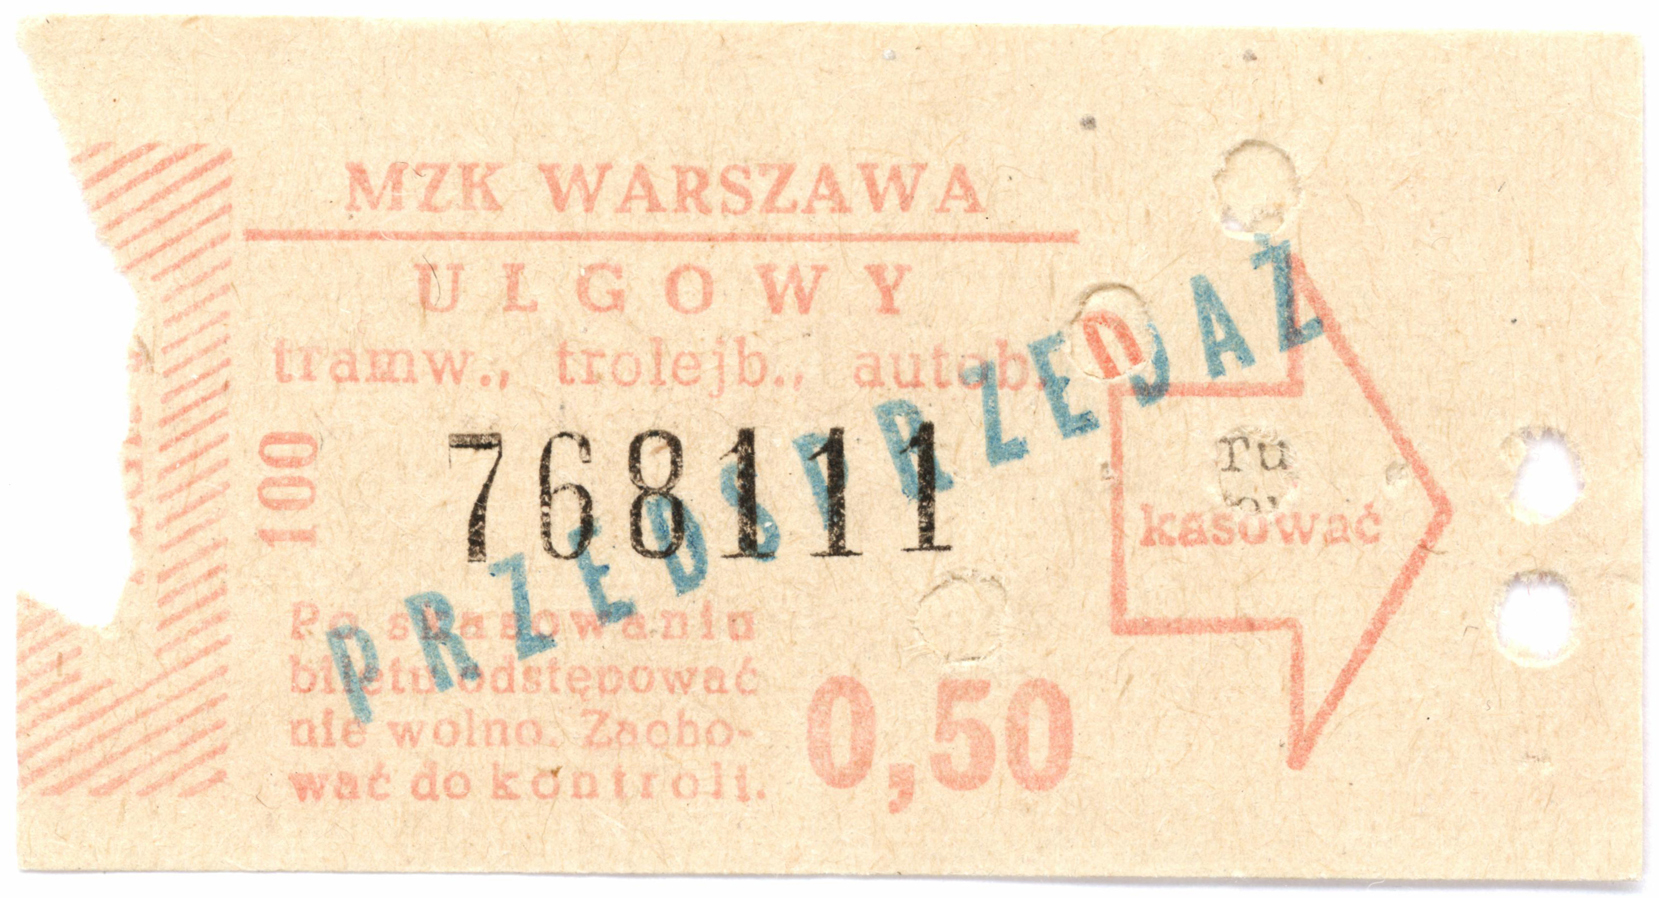 MZK WARSZAWA
ULGOWY
tramw., trolejb., autob.
100
768111
PRZEDSPRZEDAŻ
ru
kasować
Po skasowaniu
biletu odstępować
nie wolno. Zacho-
wać do kontroli.
0,50